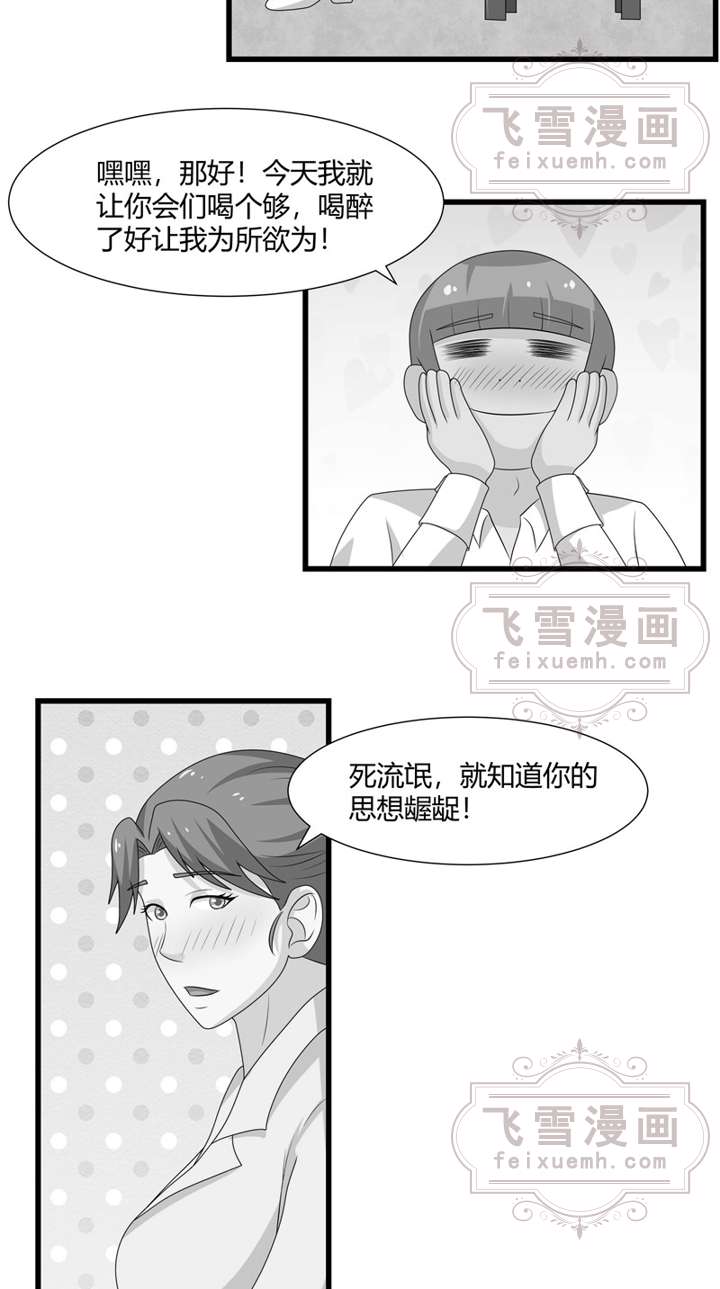 飞雪漫画
feixuemh.com
嘿嘿，那好！今天我就
让你会们喝个够，喝醉
了好让我为所欲为！
飞雪漫画
feixuemh.com
死流氓，就知道你的
思想龌龊！
飞雪漫画
feixuemh.com